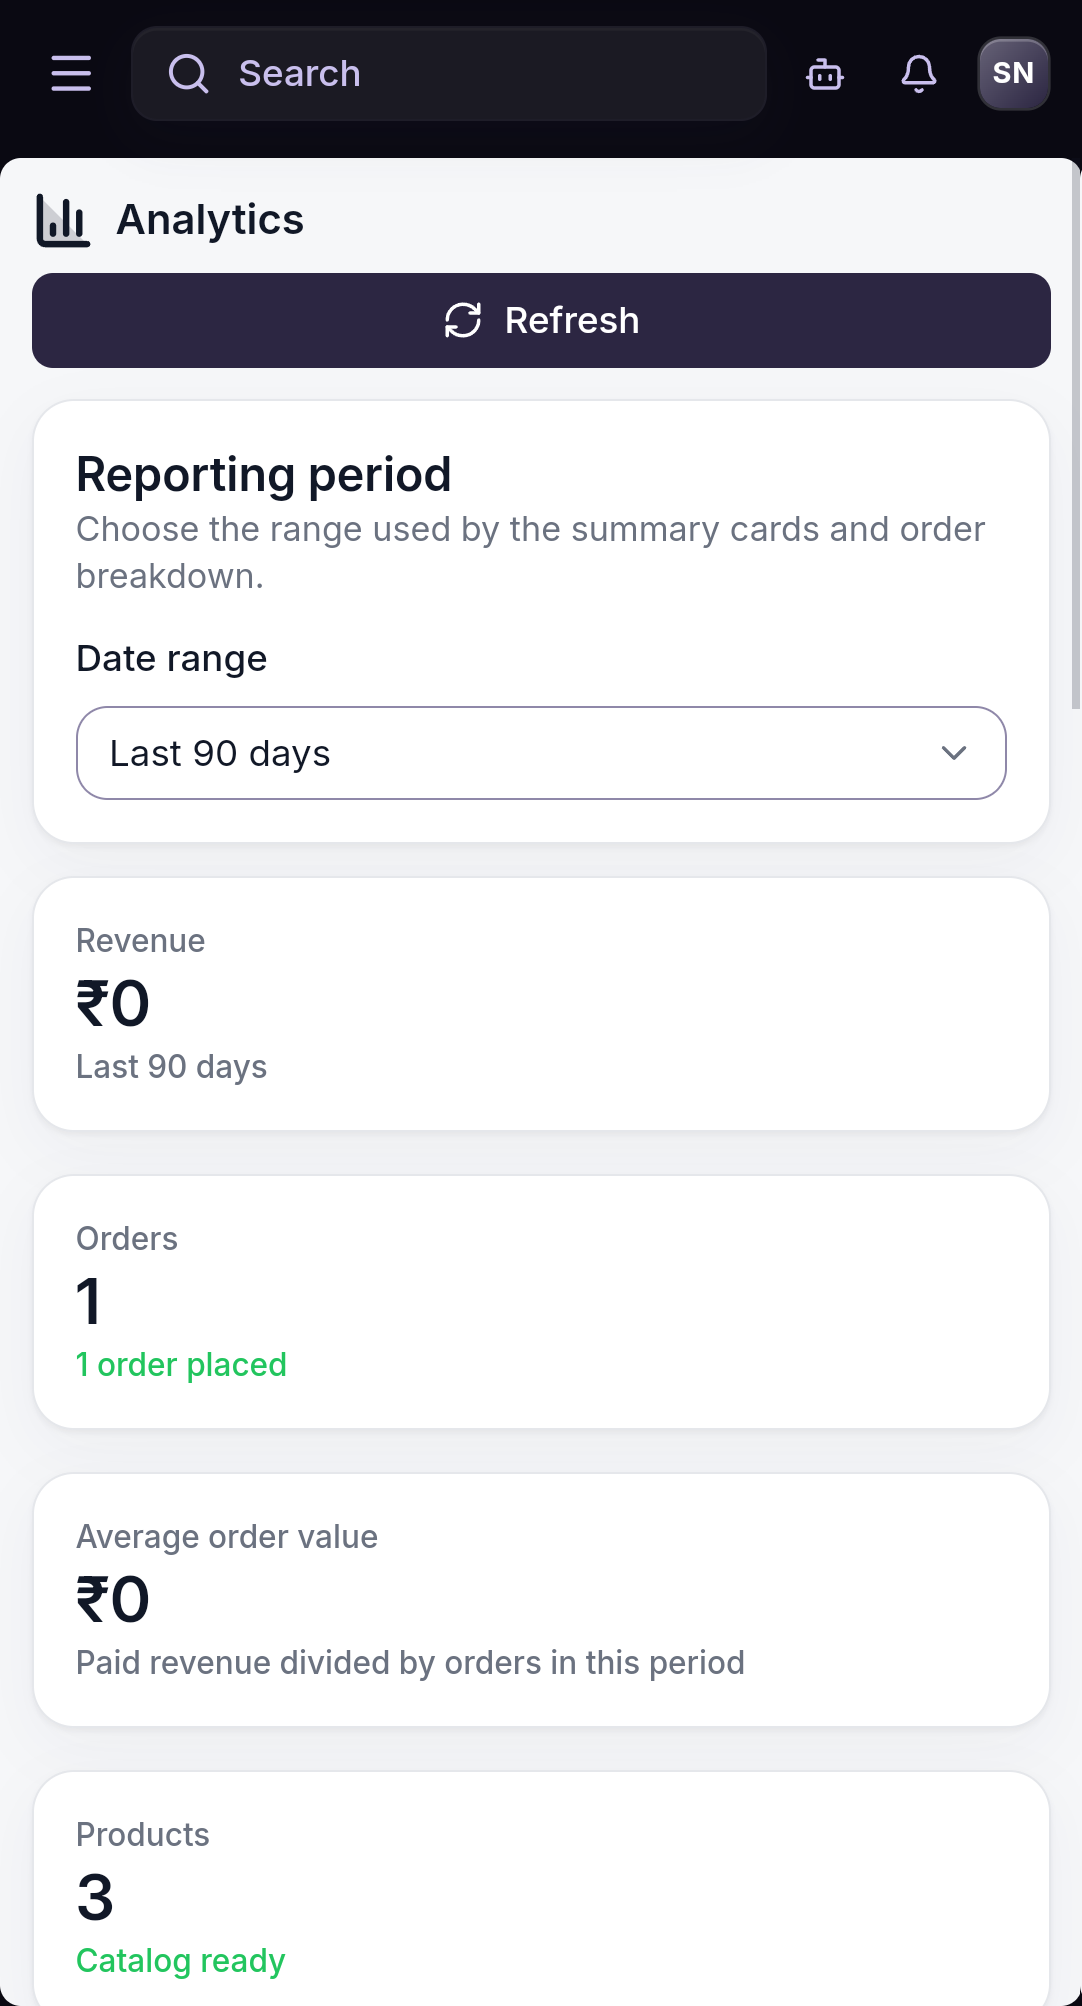 Search
SN
Analytics
Refresh
Reporting period
Choose the range used by the summary cards and order
breakdown.
Date range
Last 90 days
Revenue
₹0
Last 90 days
Orders
1
1 order placed
Average order value
₹0
Paid revenue divided by orders in this period
Products
3
Catalog ready